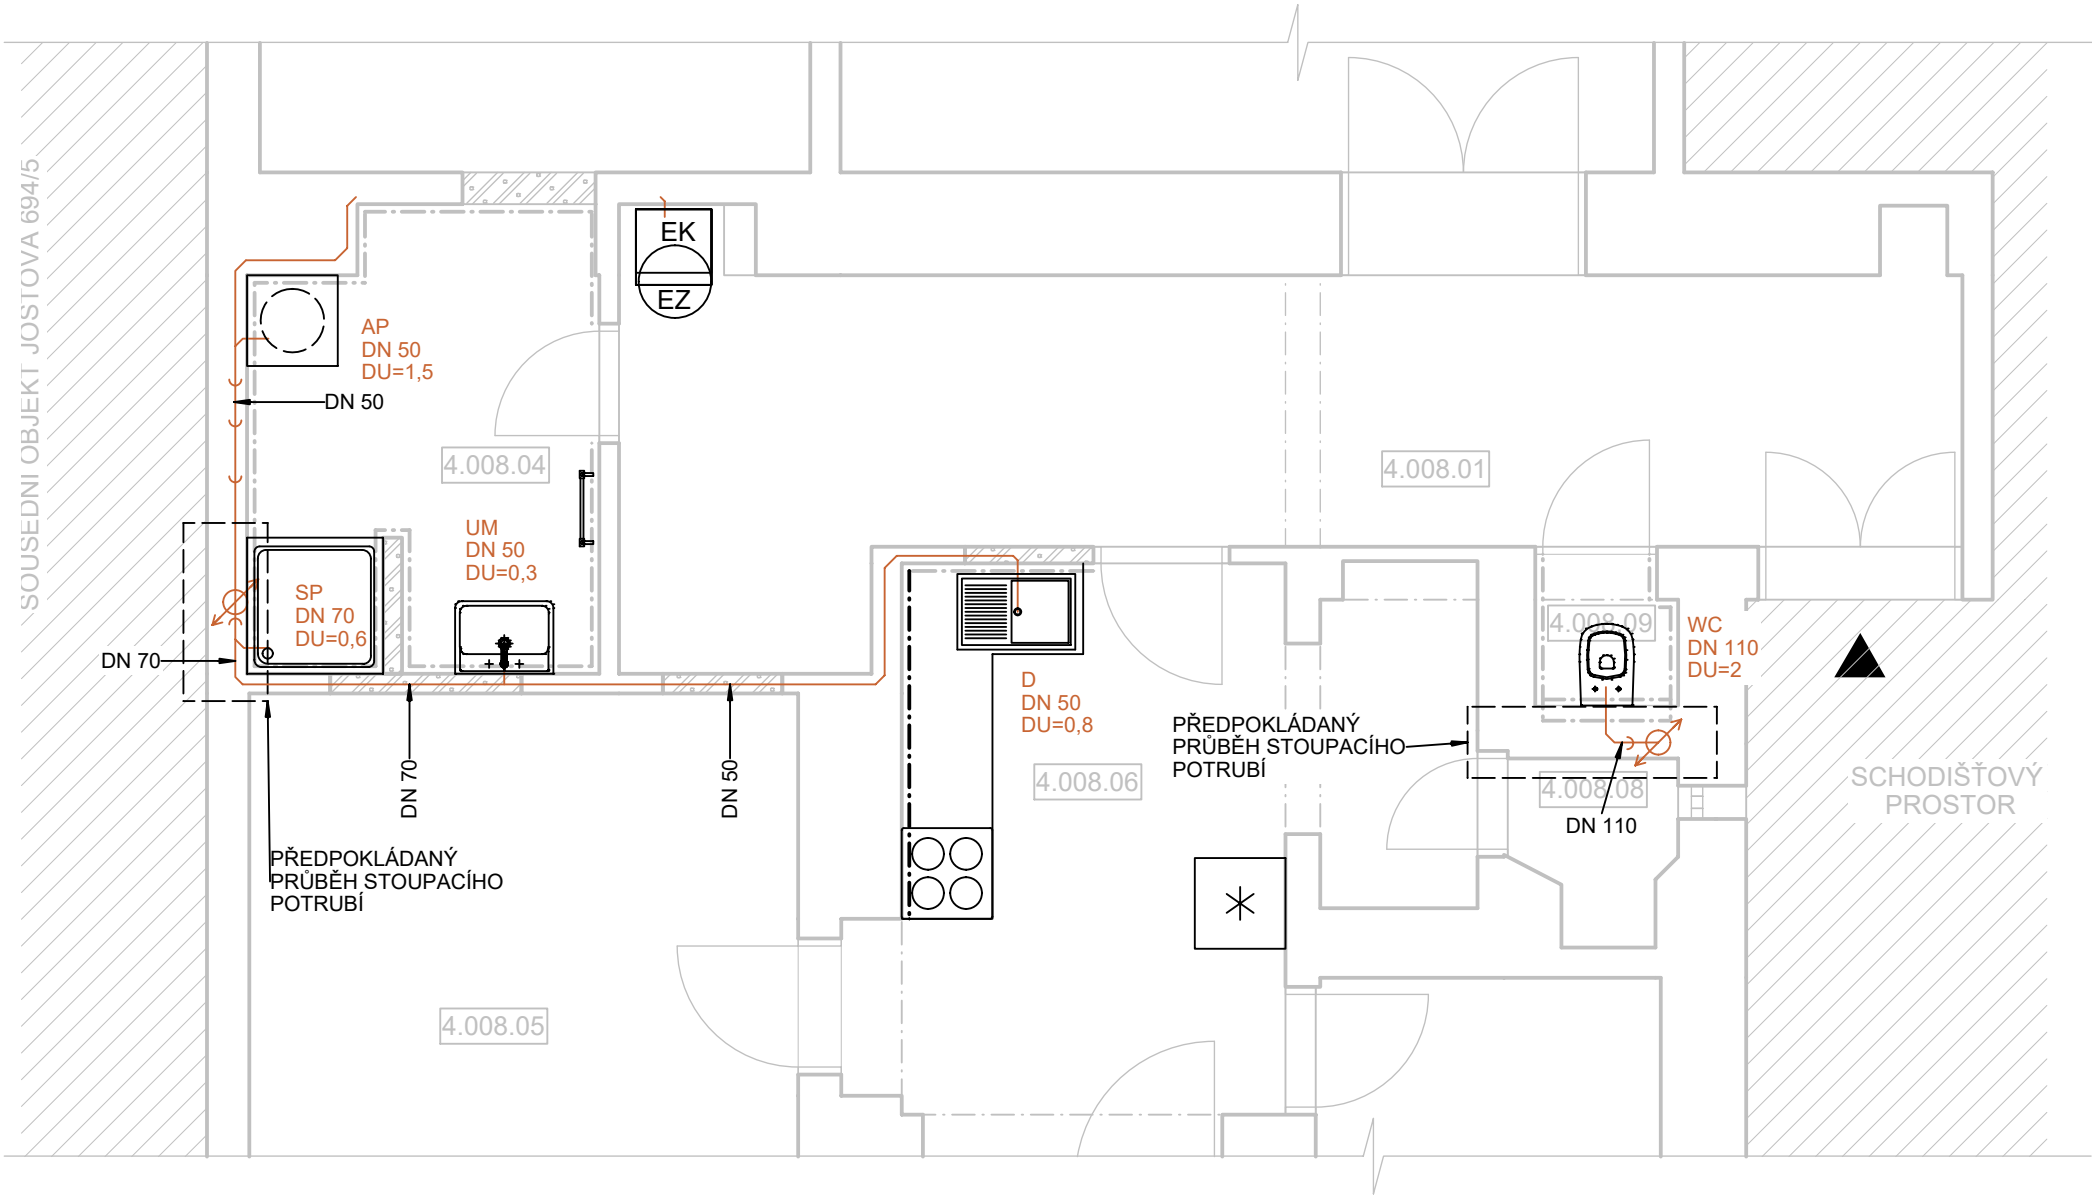 SOUSEDNÍ OBJEKT JOŠTOVA 694/5
EK
EZ
AP
DN 50
DU=1,5
DN 50
4.008.04
4.008.01
UM
DN 50
DU=0,3
SP
DN 70
DU=0,6
DN 70
4.008.09
WC
DN 110
DU=2
D
DN 50
DU=0,8
PŘEDPOKLÁDANÝ
PRŮBĚH STOUPACÍHO
POTRUBÍ
DN 70
DN 50
4.008.06
4.008.08
DN 110
SCHODIŠŤOVÝ
PROSTOR
PŘEDPOKLÁDANÝ
PRŮBĚH STOUPACÍHO
POTRUBÍ
4.008.05